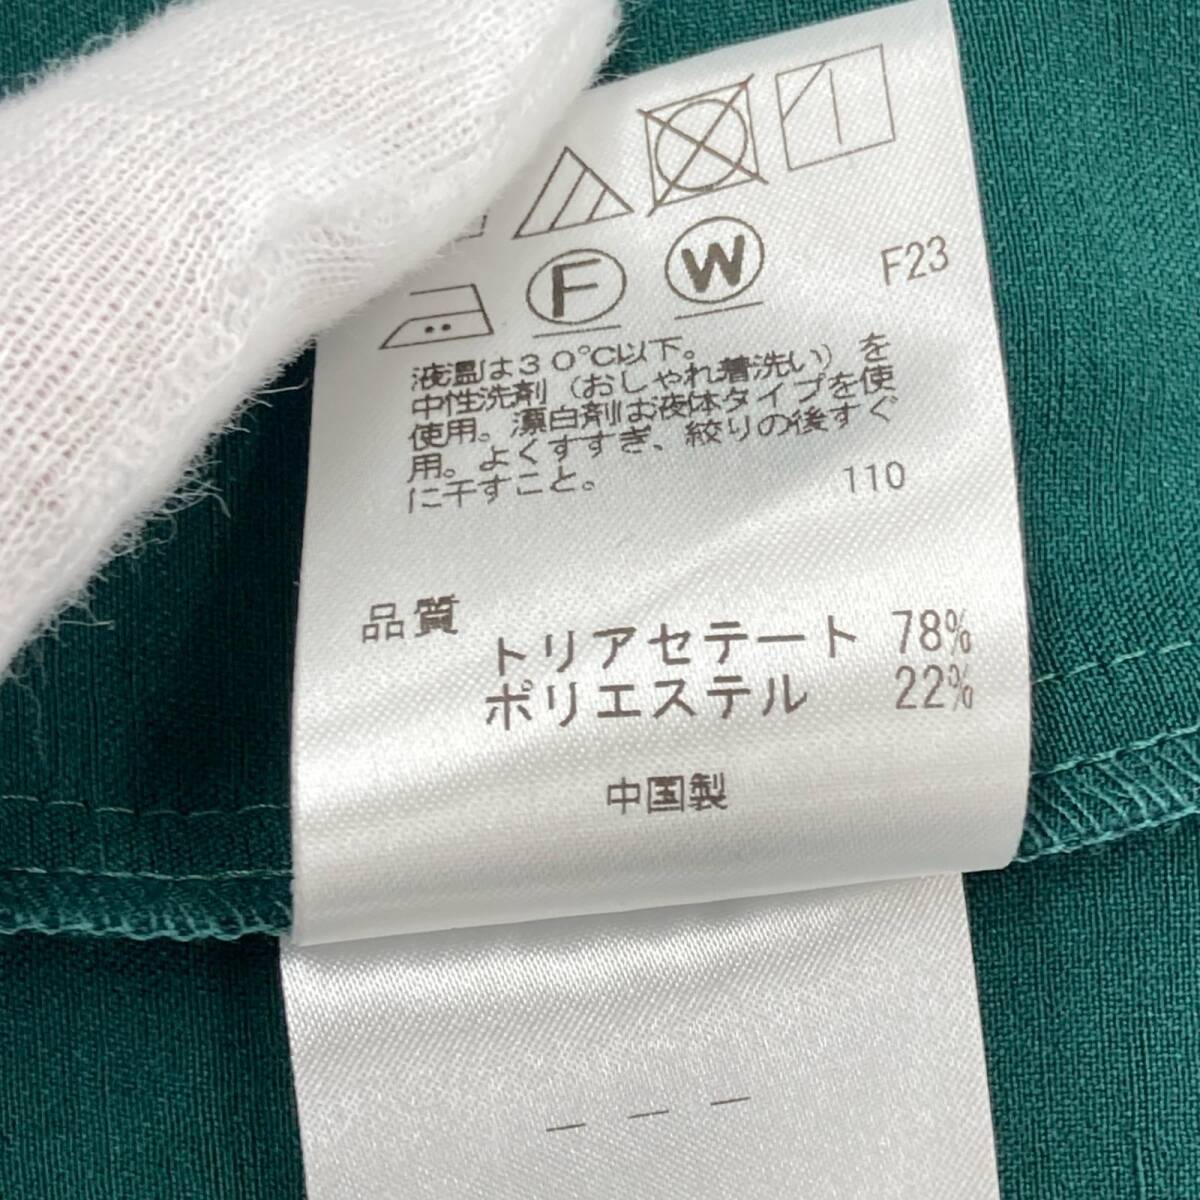 F
W
F23
液温は30℃以下。
中性洗剤（おしゃれ着洗い）を
使用。漂白剤は液体タイプを使
用。よくすすぎ、絞りの後すぐ
に干すこと。
110
品質
トリアセテート 78%
ポリエステル 22%
中国製